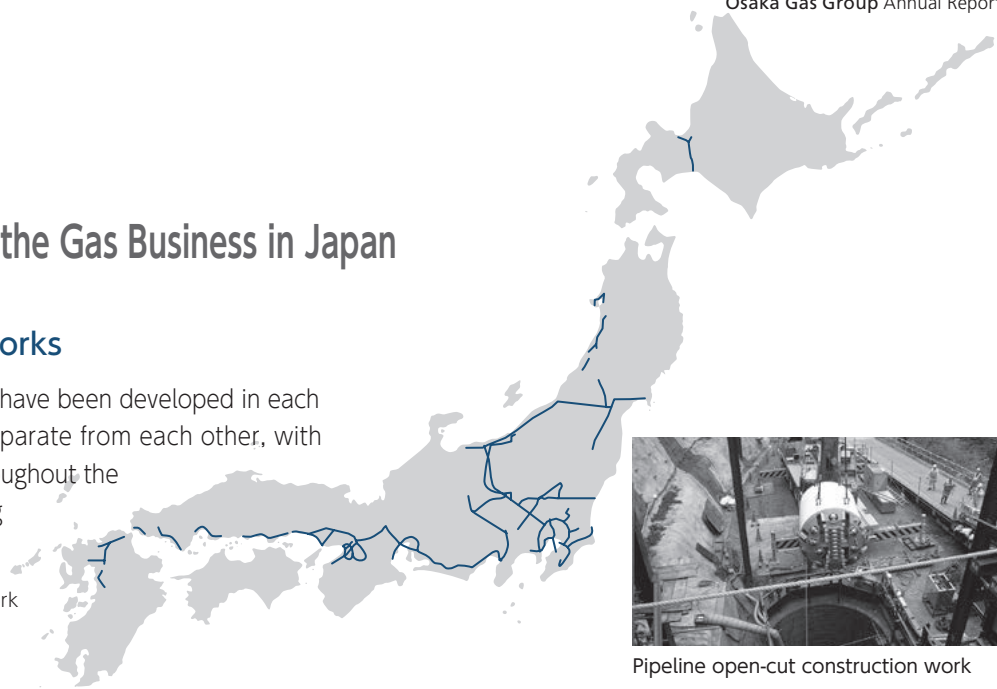 Osaka Gas Group Annual Report
the Gas Business in Japan
orks
have been developed in each
parate from each other, with
ughout the
g
rk
Pipeline open-cut construction work